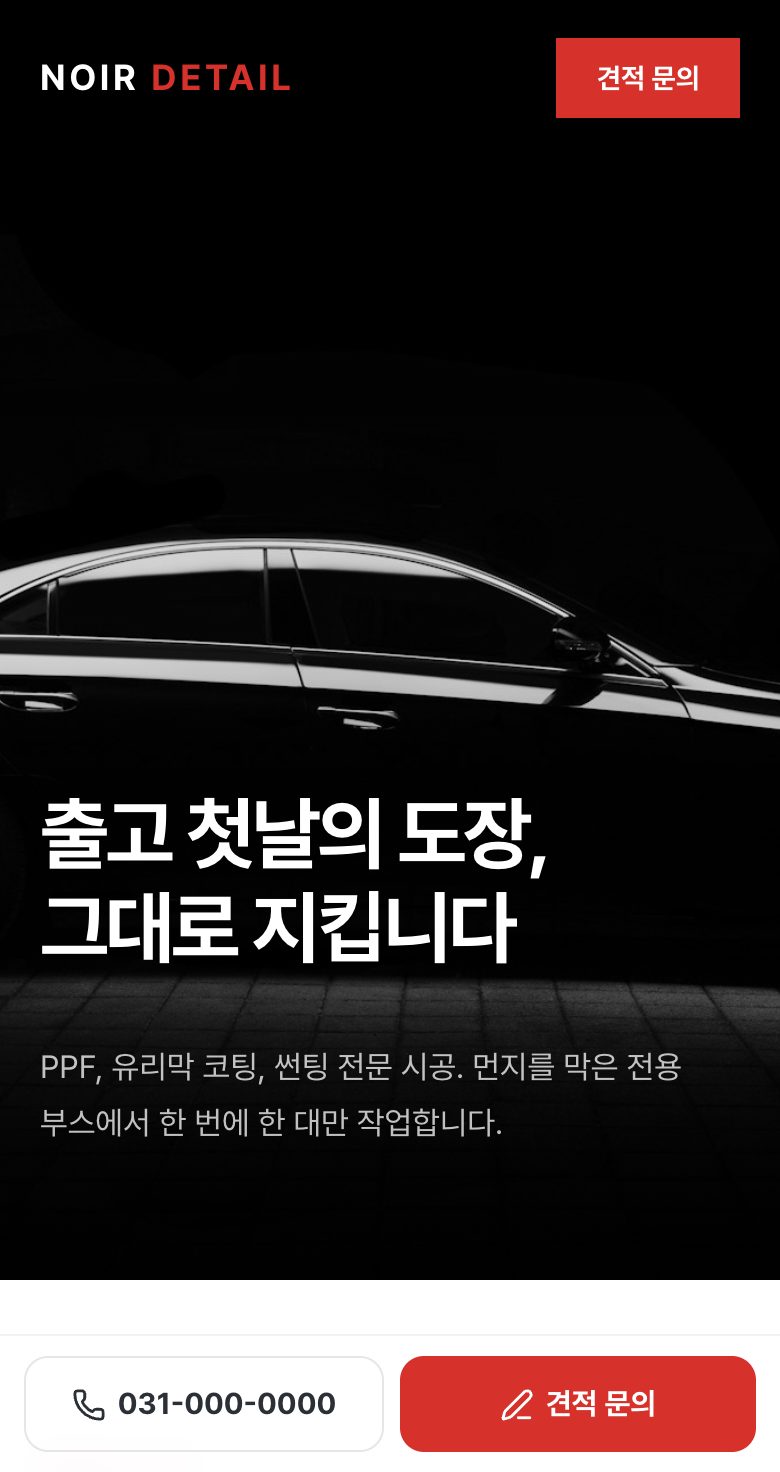 NOIR DETAIL
견적 문의
출고 첫날의 도장,
그대로 지킵니다
PPF, 유리막 코팅, 썬팅 전문 시공. 먼지를 막은 전용
부스에서 한 번에 한 대만 작업합니다.
031-000-0000
견적 문의